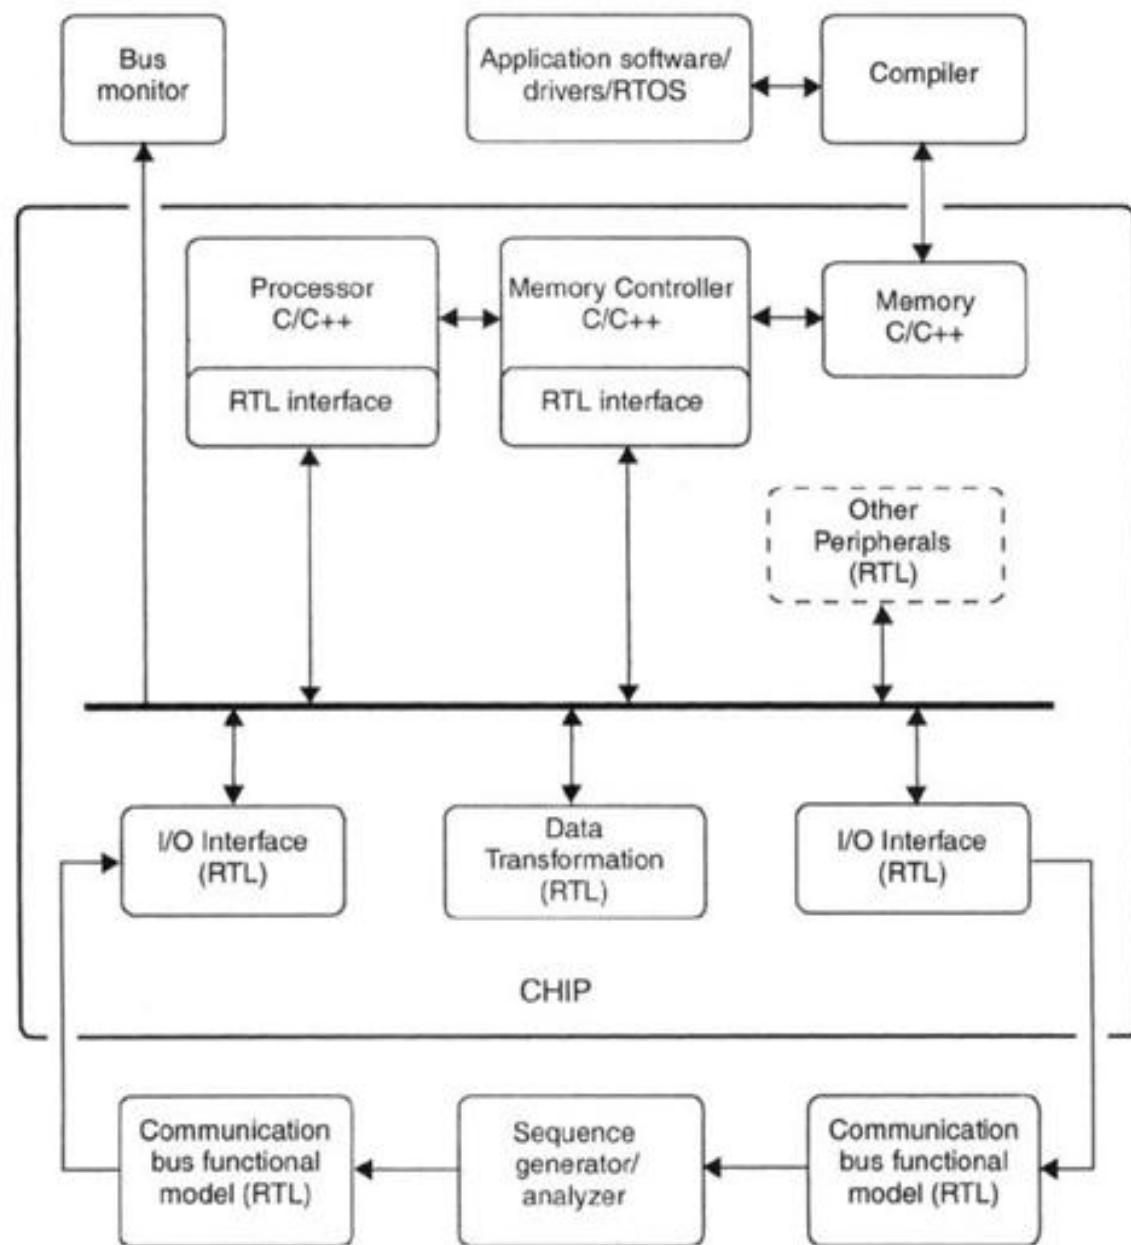 Bus
monitor
Application software/
drivers/RTOS
Compiler
Processor
C/C++
RTL interface
Memory Controller
C/C++
RTL interface
Memory
C/C++
Other
Peripherals
(RTL)
I/O Interface
(RTL)
Data
Transformation
(RTL)
I/O Interface
(RTL)
CHIP
Communication
bus functional
model (RTL)
Sequence
generator/
analyzer
Communication
bus functional
model (RTL)